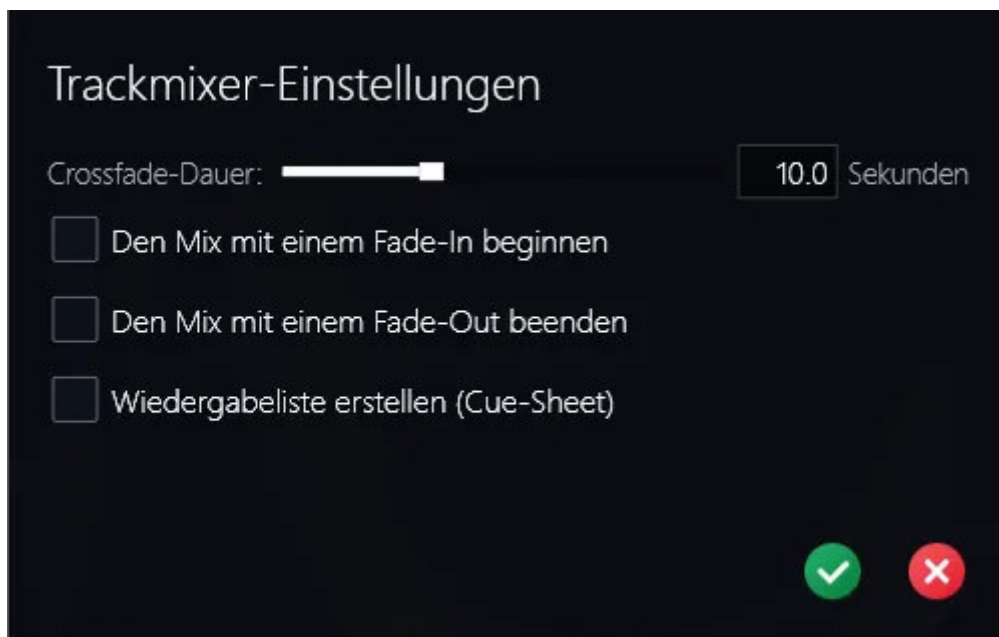 Trackmixer-Einstellungen
Crossfade-Dauer: 10.0 Sekunden
Den Mix mit einem Fade-In beginnen
Den Mix mit einem Fade-Out beenden
Wiedergabeliste erstellen (Cue-Sheet)